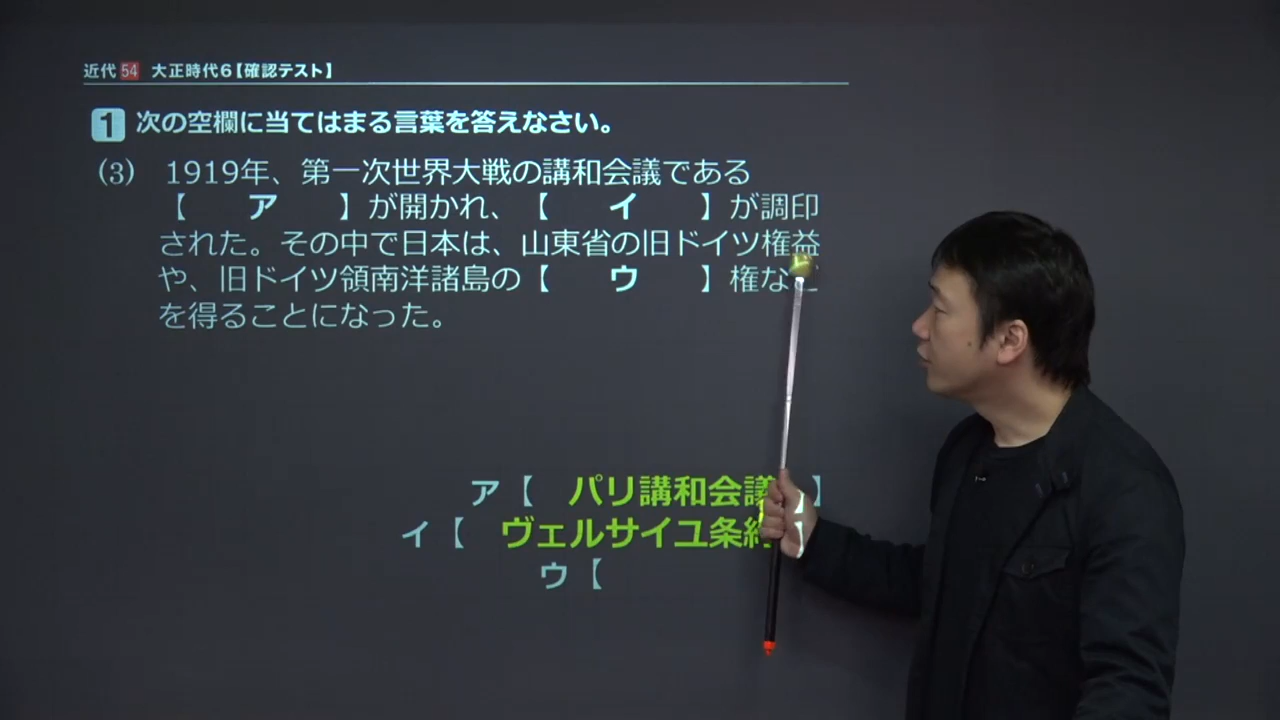 近代 54 大正時代6【確認テスト】
1 次の空欄に当てはまる言葉を答えなさい。
(3) 1919年、第一次世界大戦の講和会議である
【 ア 】が開かれ、【 イ 】が調印
された。その中で日本は、山東省の旧ドイツ権益
や、旧ドイツ領南洋諸島の【 ウ 】権など
を得ることになった。
ア【 パリ講和会議 】
イ【 ヴェルサイユ条約 】
ウ【